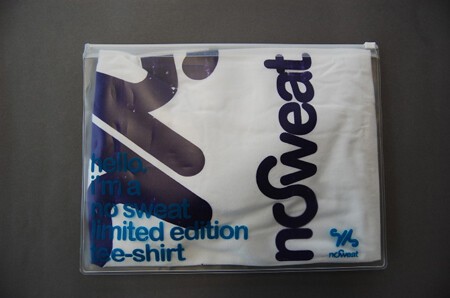 noSweat
hello.
i'm a
no sweat
limited edition
tee-shirt
noSweat